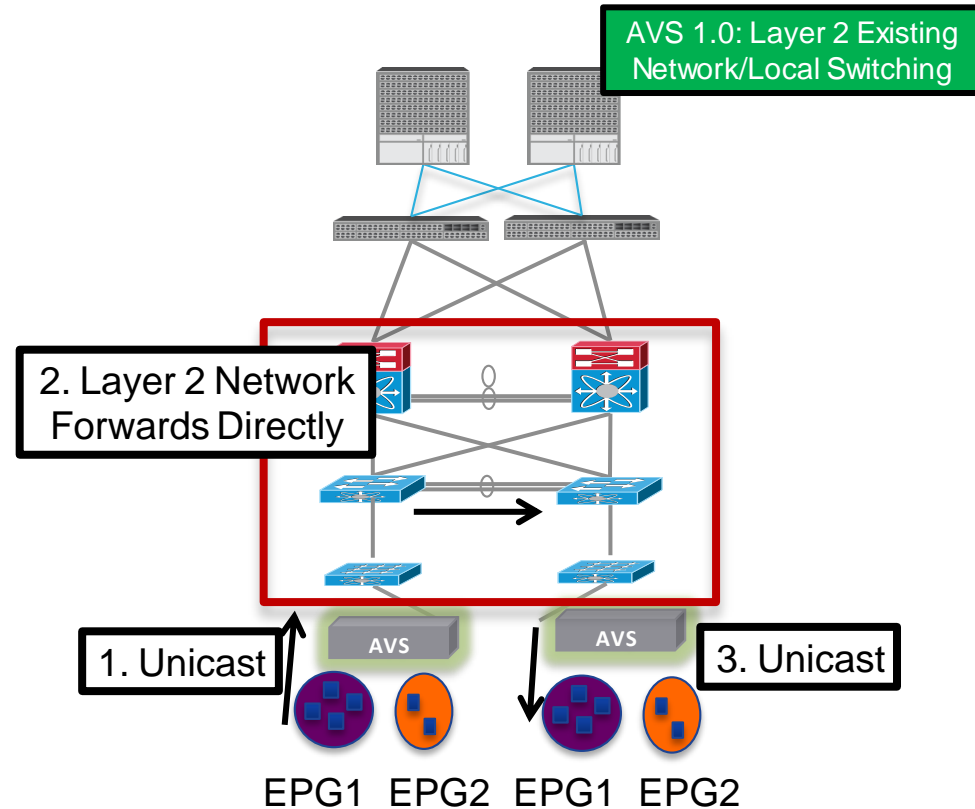 AVS 1.0: Layer 2 Existing
Network/Local Switching
2. Layer 2 Network
Forwards Directly
1. Unicast
AVS
AVS
3. Unicast
EPG1 EPG2 EPG1 EPG2